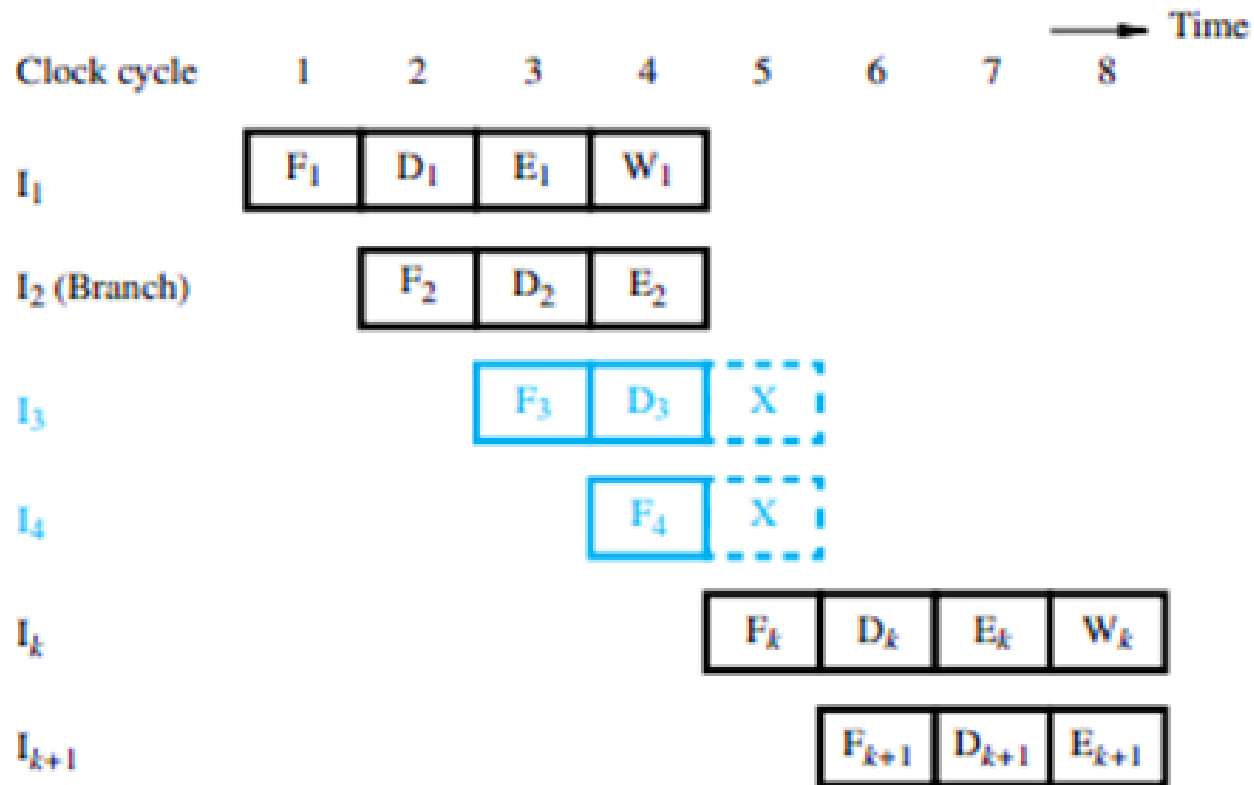 Time
Clock cycle 1 2 3 4 5 6 7 8
I₁ F₁ D₁ E₁ W₁
I₂ (Branch) F₂ D₂ E₂
I₃ F₃ D₃ X
I₄ F₄ X
Iₖ Fₖ Dₖ Eₖ Wₖ
Iₖ₊₁ Fₖ₊₁ Dₖ₊₁ Eₖ₊₁